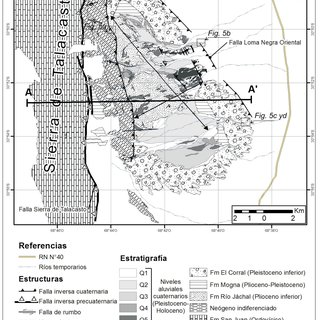 Fig. 5b
Falla Loma Negra Oriental
Sierra de Talacasto
A
A'
Fig. 5c yd
Falla Sierra de Talacasto
2 1 0 2
Km
Referencias
RN N°40
Ríos temporarios
Estructuras
Falla inversa cuaternaria
Falla inversa precuaternaria
Falla de rumbo
Estratigrafía
Q1
Q2
Q3
Q4
Q5
Niveles
aluviales
cuaternarios
(Pleistoceno-
Holoceno)
Fm El Corral (Pleistoceno inferior)
Fm Mogna (Plioceno-Pleistoceno)
Fm Río Jáchal (Plioceno inferior)
Neógeno indiferenciado
Fm San Juan (Ordovícico)